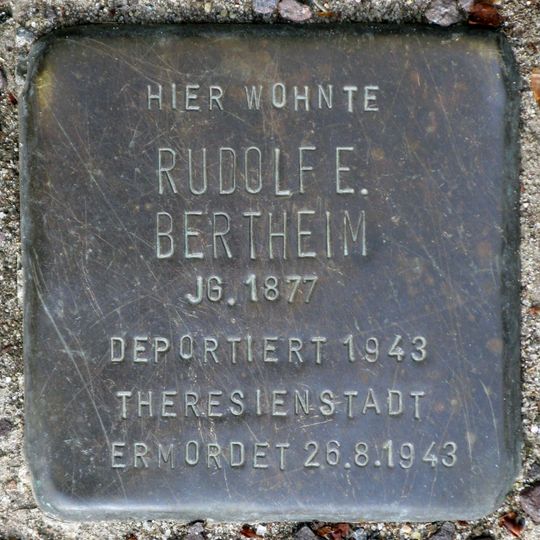 HIER WOHNTE
RUDOLF E.
BERTHEIM
JG. 1877
DEPORTIERT 1943
THERESIENSTADT
ERMORDET 26.8.1943